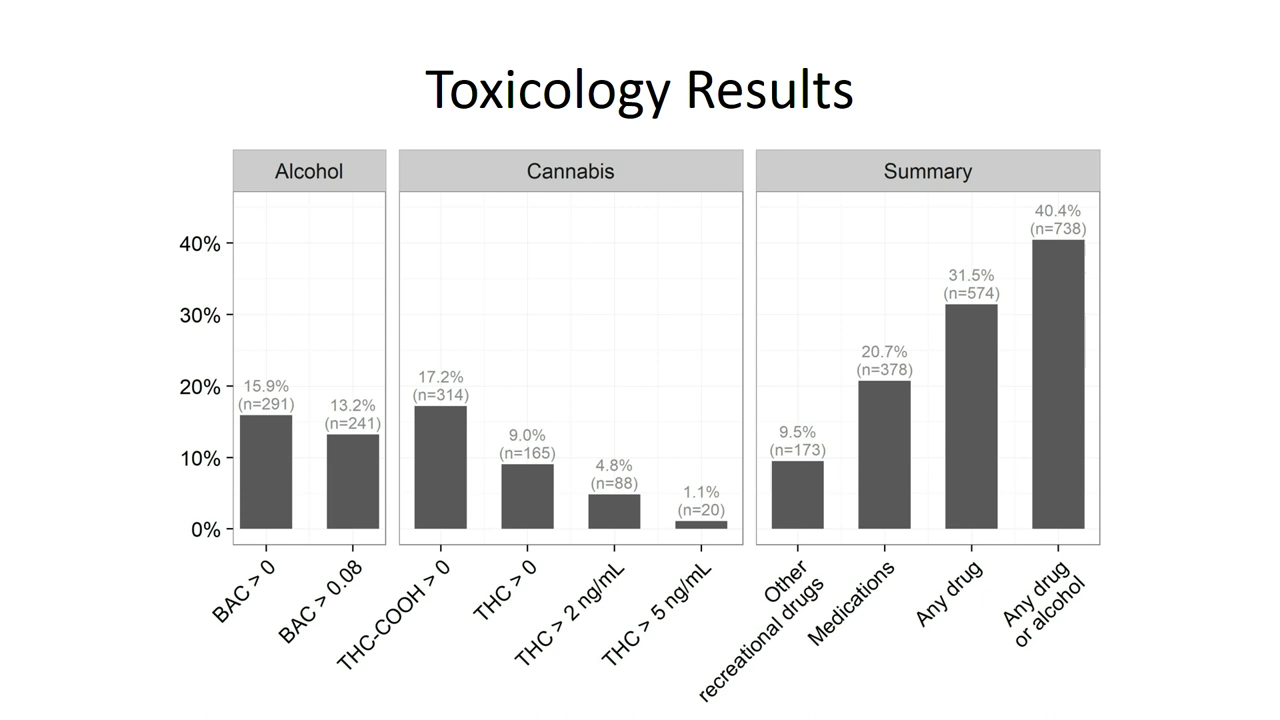 Toxicology Results
Alcohol
Cannabis
Summary
40%
30%
20%
10%
0%
15.9%
(n=291)
13.2%
(n=241)
17.2%
(n=314)
9.0%
(n=165)
4.8%
(n=88)
1.1%
(n=20)
9.5%
(n=173)
20.7%
(n=378)
31.5%
(n=574)
40.4%
(n=738)
BAC > 0
BAC > 0.08
THC-COOH > 0
THC > 0
THC > 2 ng/mL
THC > 5 ng/mL
Other
recreational drugs
Medications
Any drug
Any drug
or alcohol